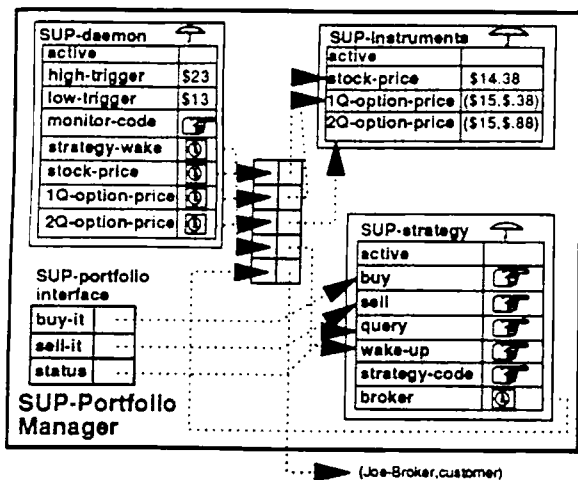 SUP-daemon
active
high-trigger $23
low-trigger $13
monitor-code
strategy-wake
stock-price
1Q-option-price
2Q-option-price
SUP-instruments
active
stock-price $14.38
1Q-option-price ($15,$.38)
2Q-option-price ($15,$.88)
SUP-portfolio
interface
buy-it
sell-it
status
SUP-strategy
active
buy
sell
query
wake-up
strategy-code
broker
SUP-Portfolio
Manager
(Joe-Broker,customer)